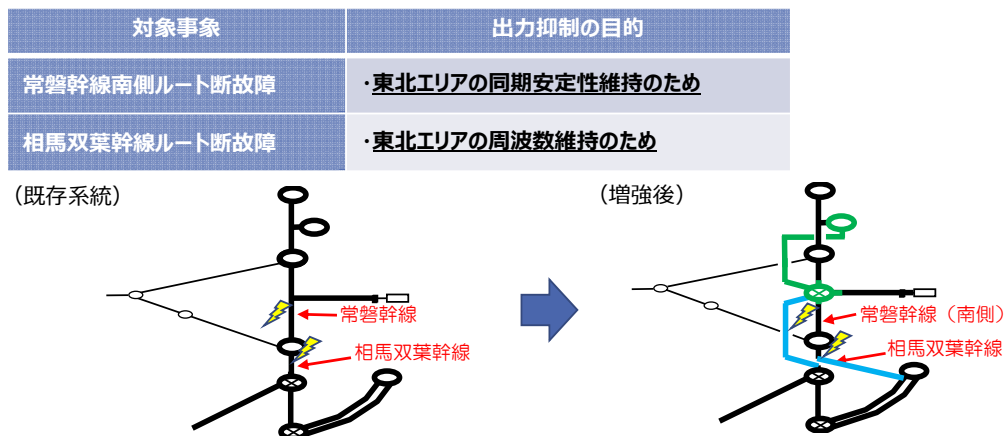 対象事象
出力抑制の目的
常磐幹線南側ルート断故障
・東北エリアの同期安定性維持のため
相馬双葉幹線ルート断故障
・東北エリアの周波数維持のため
（既存系統）
（増強後）
常磐幹線
相馬双葉幹線
常磐幹線（南側）
相馬双葉幹線